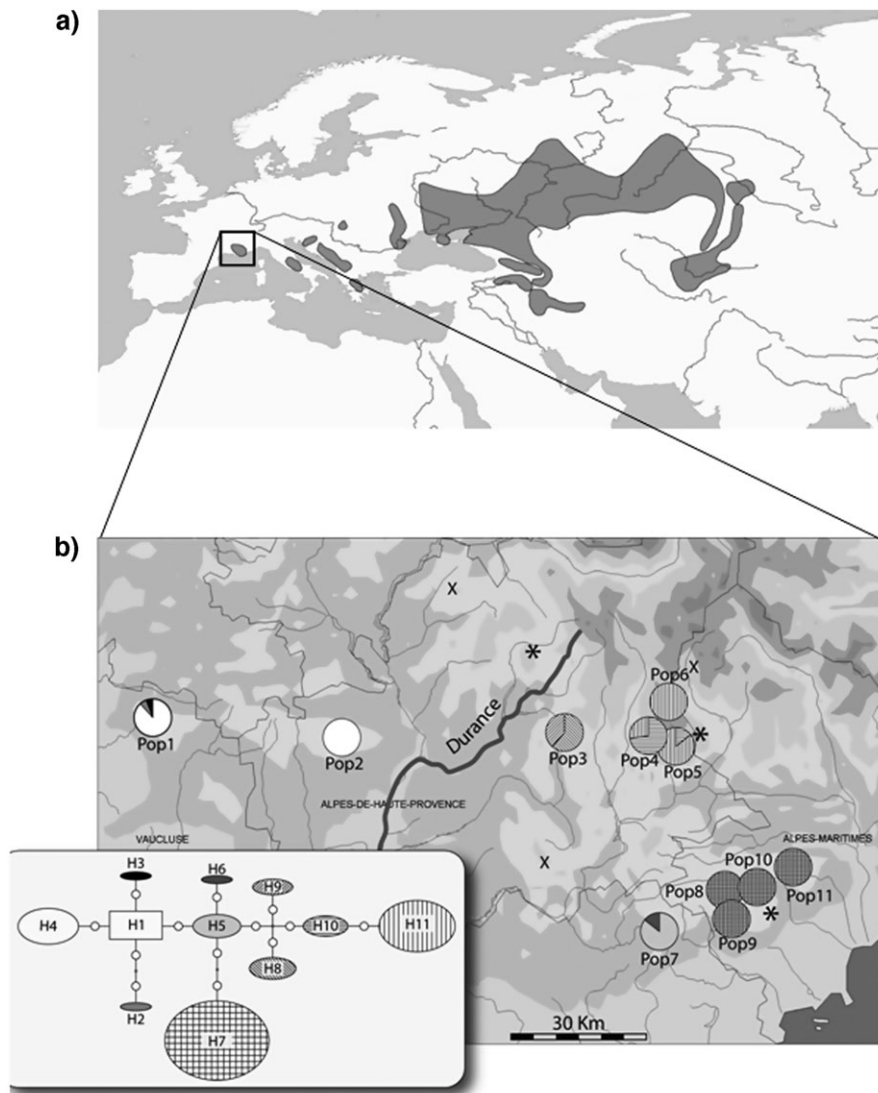 a)
b)
X
*
Durance
X
Pop6
*
Pop1
Pop2
Pop3
Pop4
Pop5
ALPES-DE-HAUTE-PROVENCE
VAUCLUSE
X
ALPES-MARITIMES
Pop10
Pop8
Pop11
*
Pop9
Pop7
H3
H6
H9
H4
H1
H5
H10
H11
H8
H2
H7
30 Km